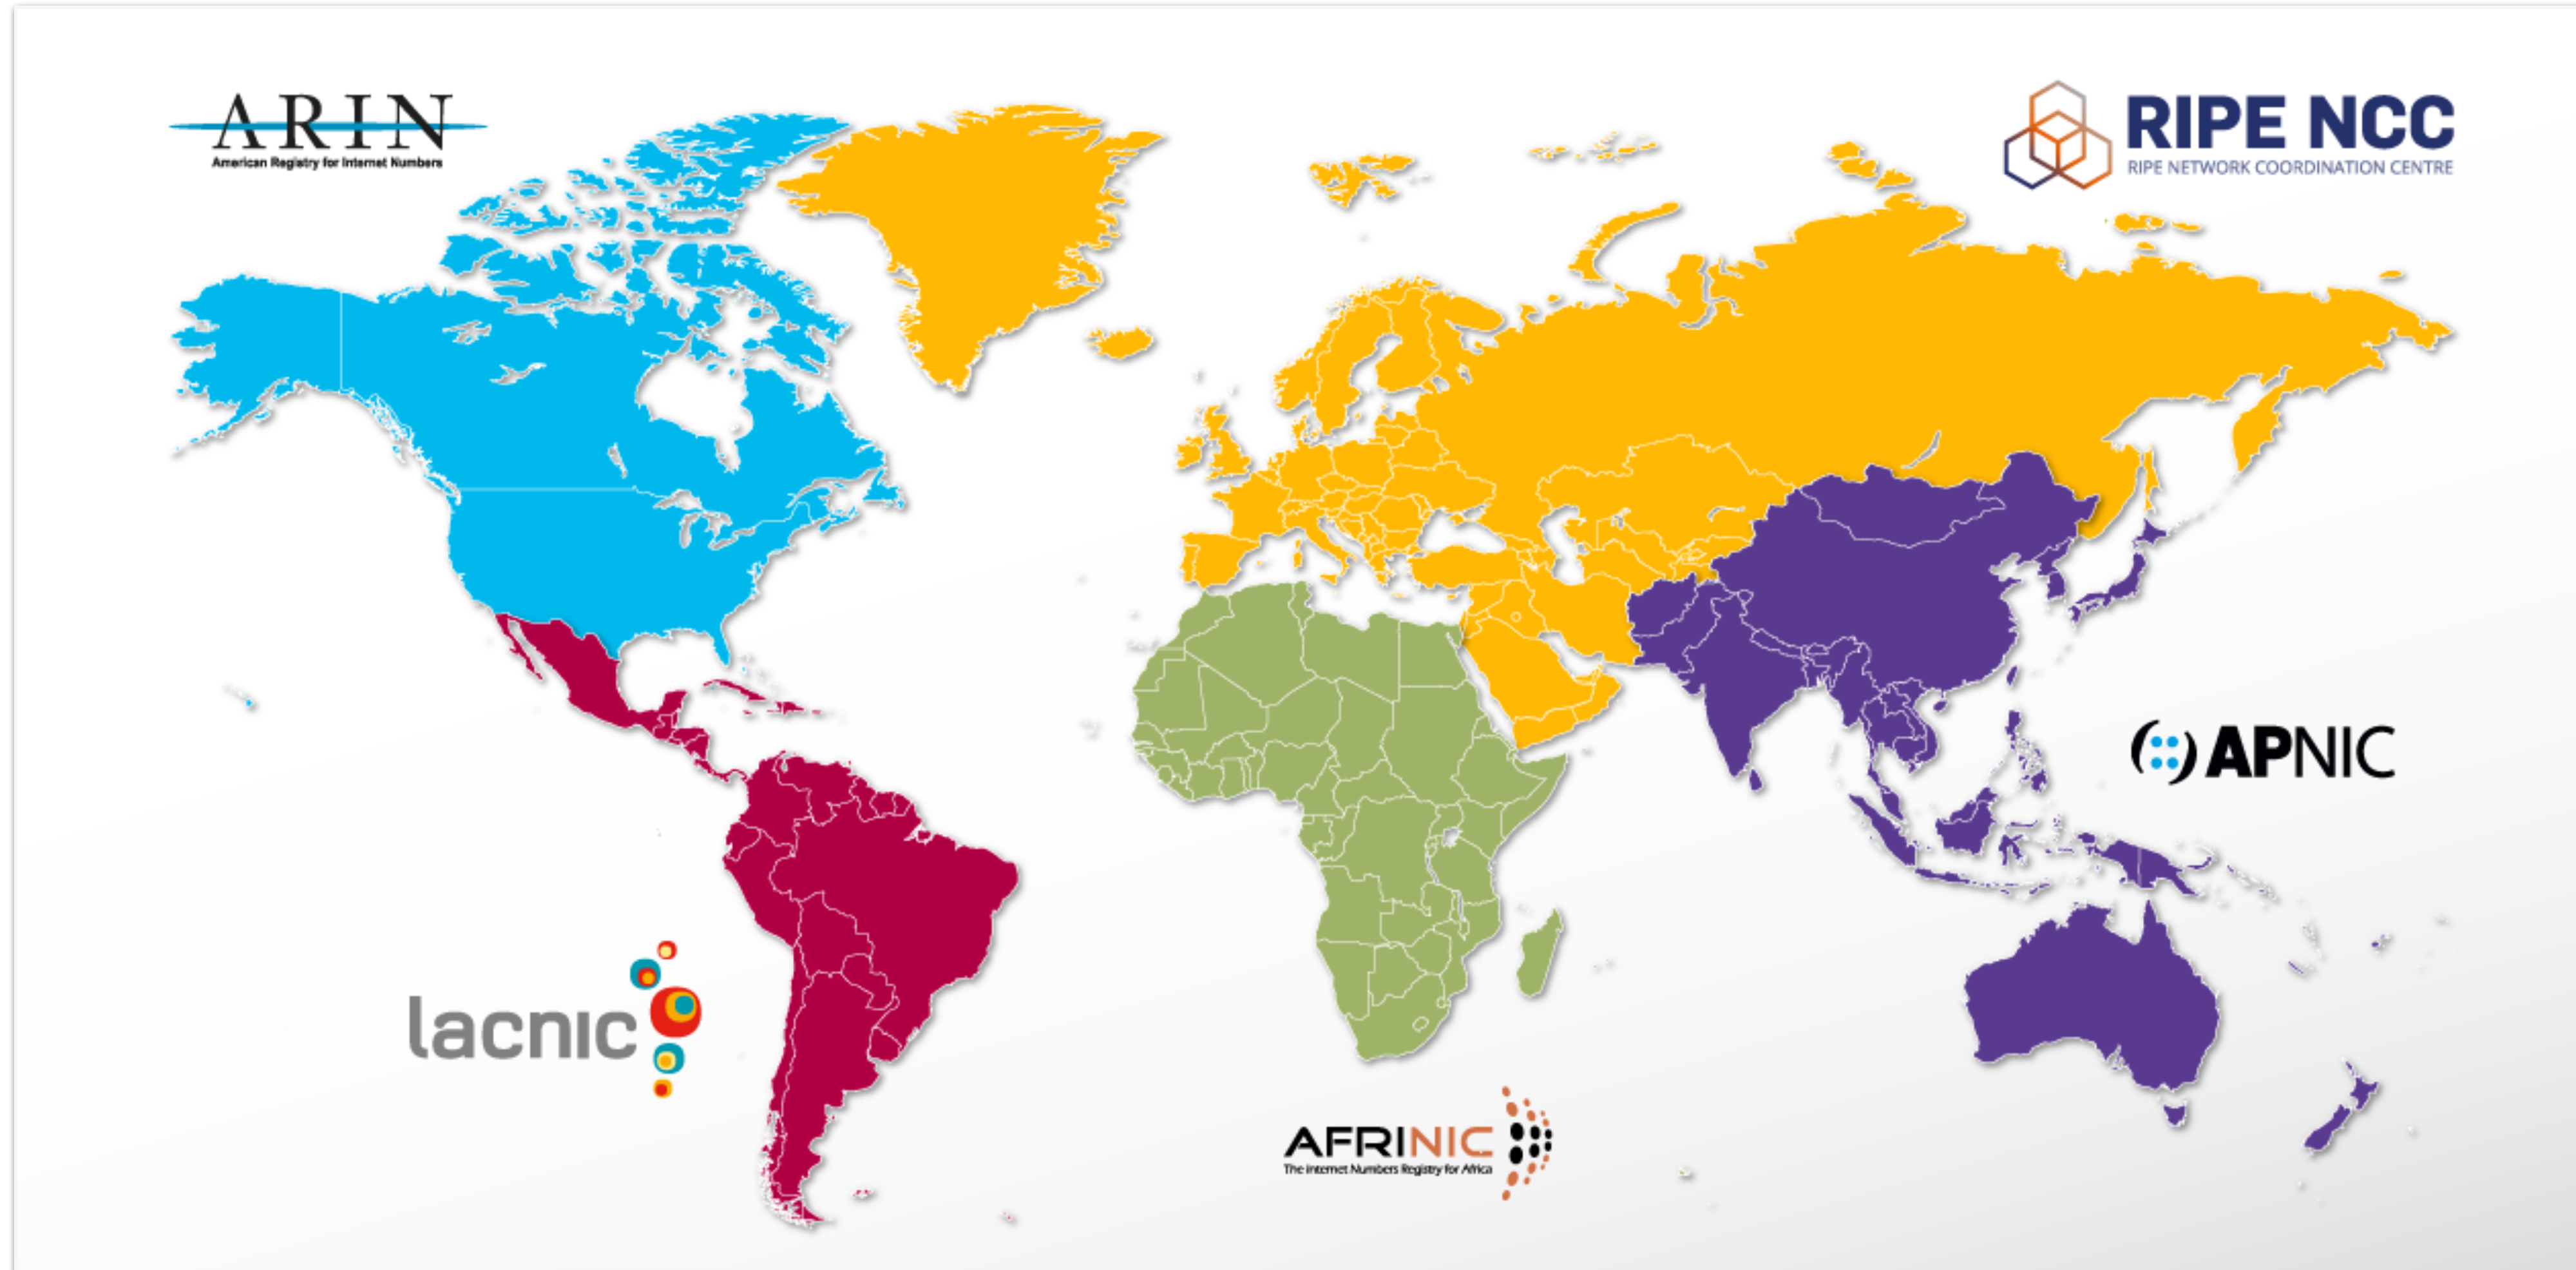 ARIN
American Registry for Internet Numbers
RIPE NCC
RIPE NETWORK COORDINATION CENTRE
APNIC
lacnic
AFRINIC
The Internet Numbers Registry for Africa